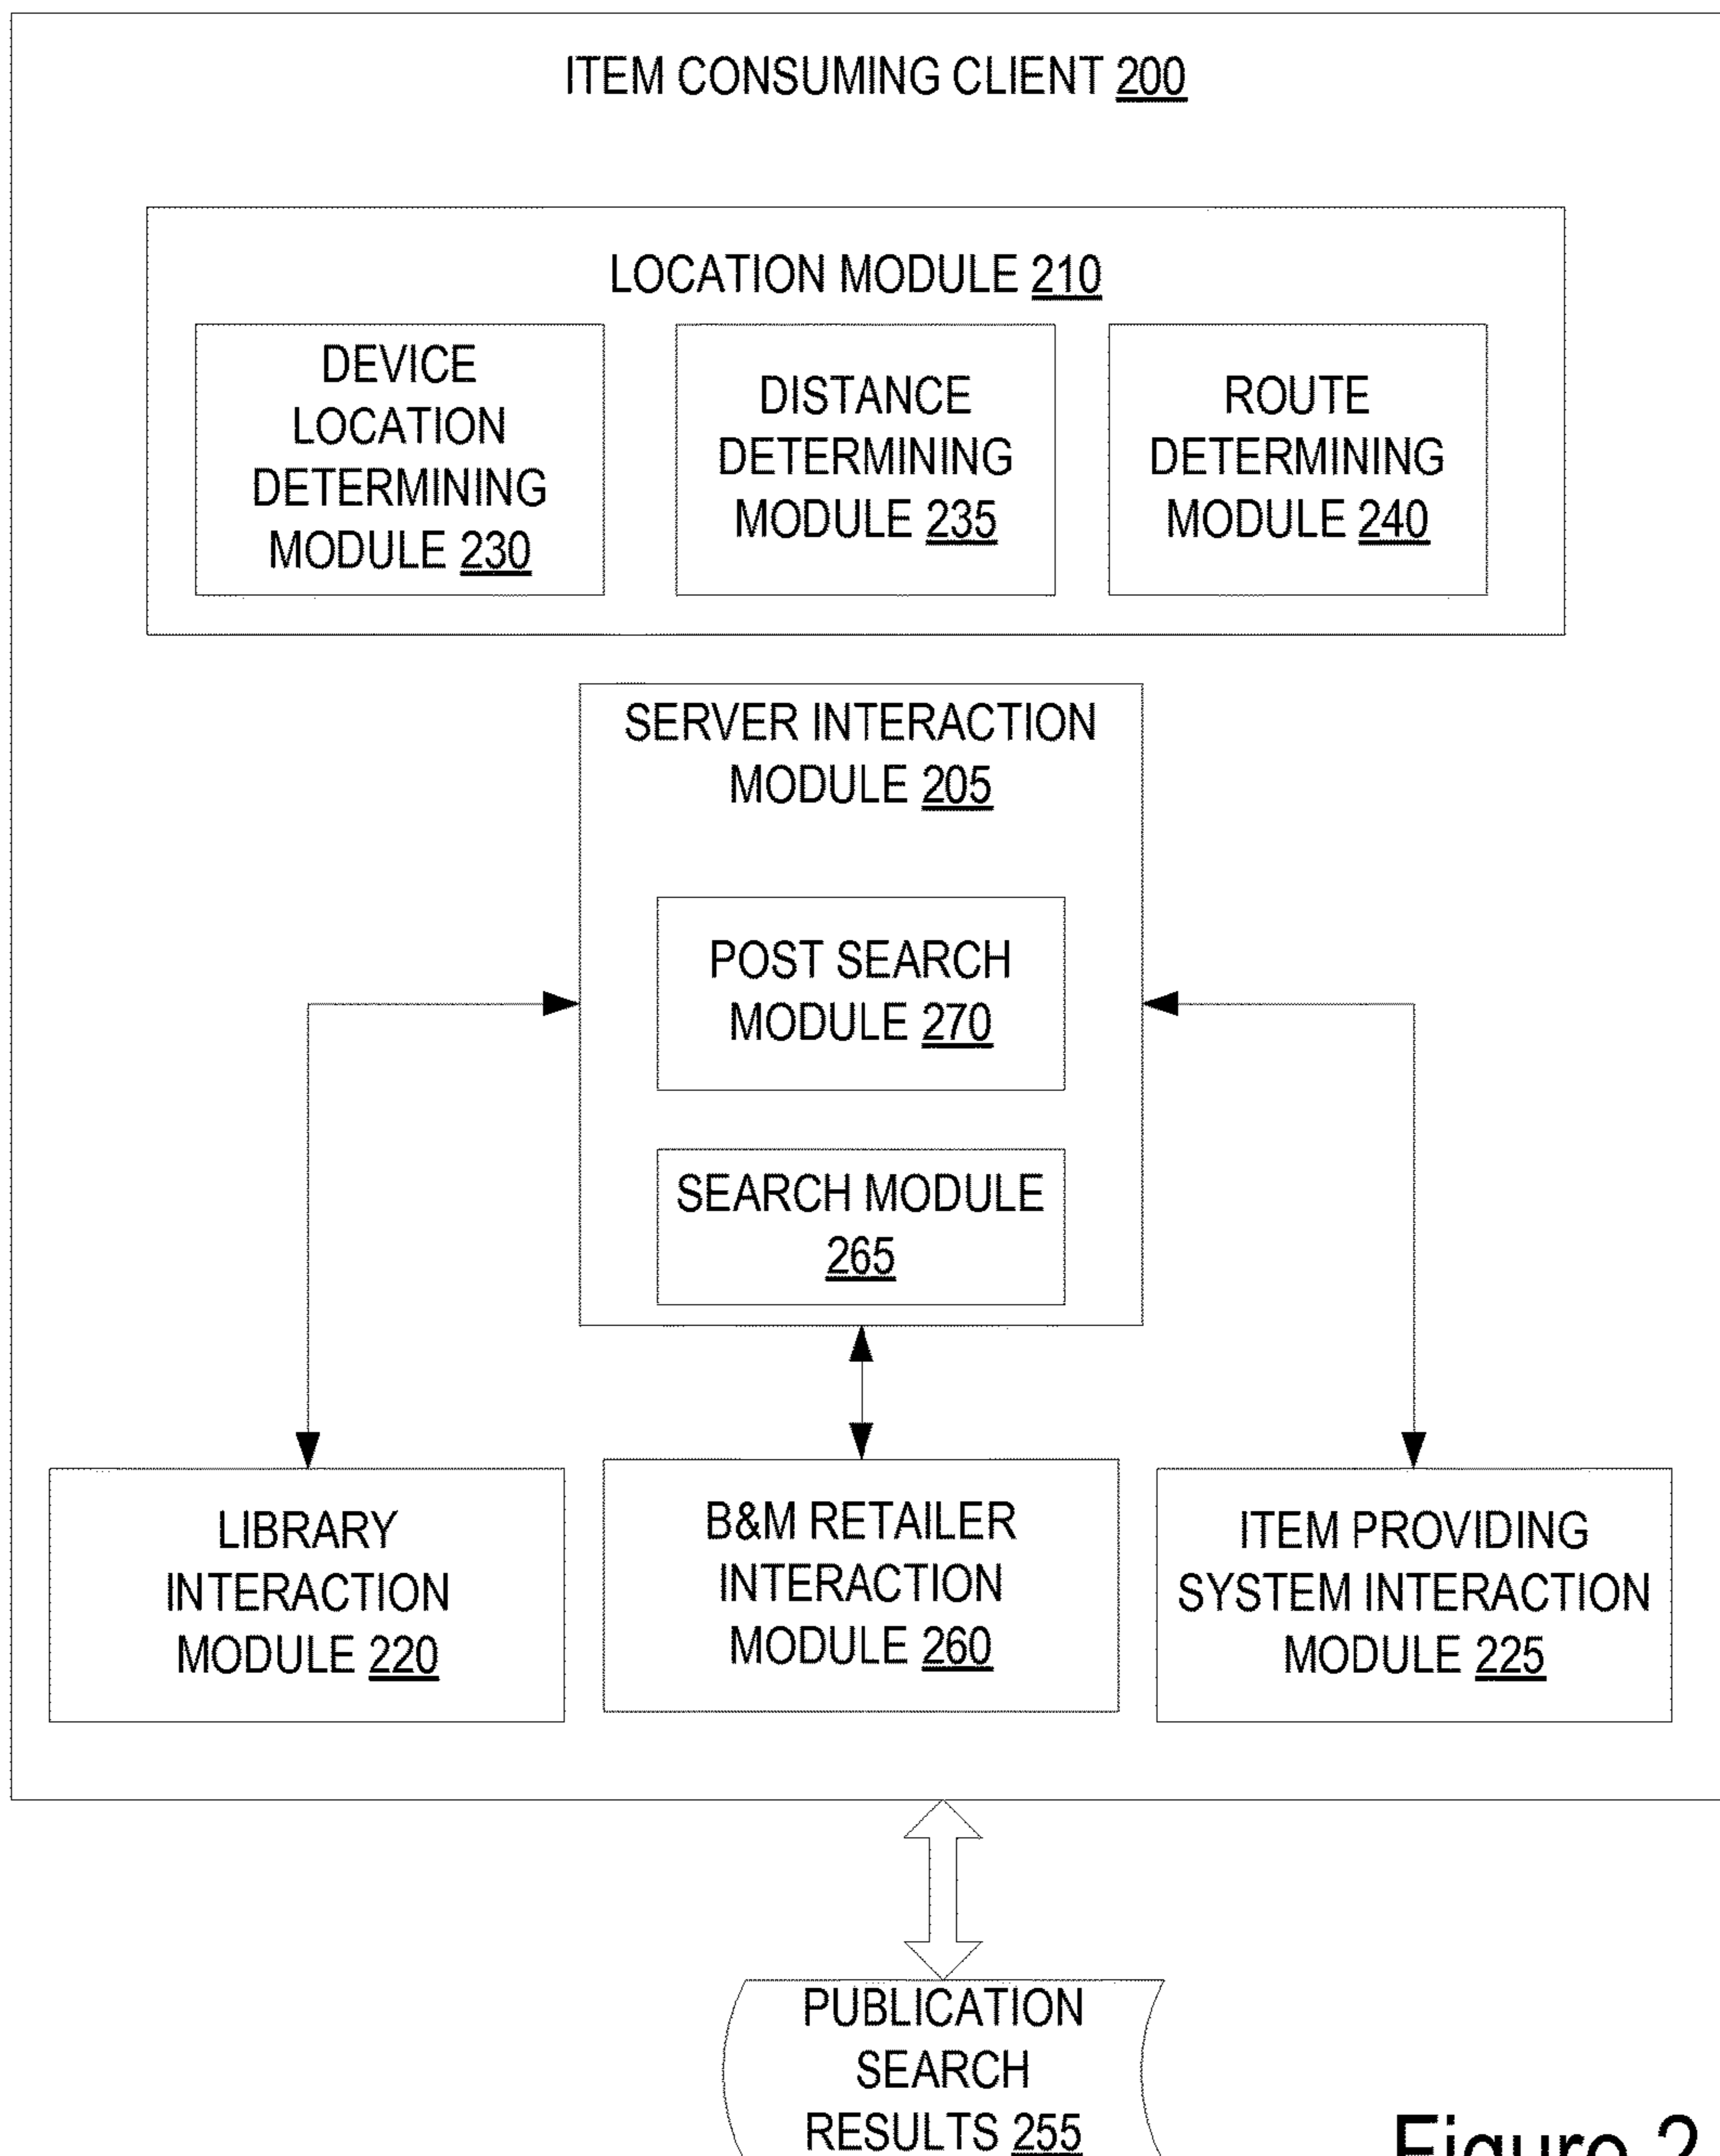 ITEM CONSUMING CLIENT 200
LOCATION MODULE 210
DEVICE
LOCATION
DETERMINING
MODULE 230
DISTANCE
DETERMINING
MODULE 235
ROUTE
DETERMINING
MODULE 240
SERVER INTERACTION
MODULE 205
POST SEARCH
MODULE 270
SEARCH MODULE
265
LIBRARY
INTERACTION
MODULE 220
B&M RETAILER
INTERACTION
MODULE 260
ITEM PROVIDING
SYSTEM INTERACTION
MODULE 225
PUBLICATION
SEARCH
RESULTS 255
Figure 2